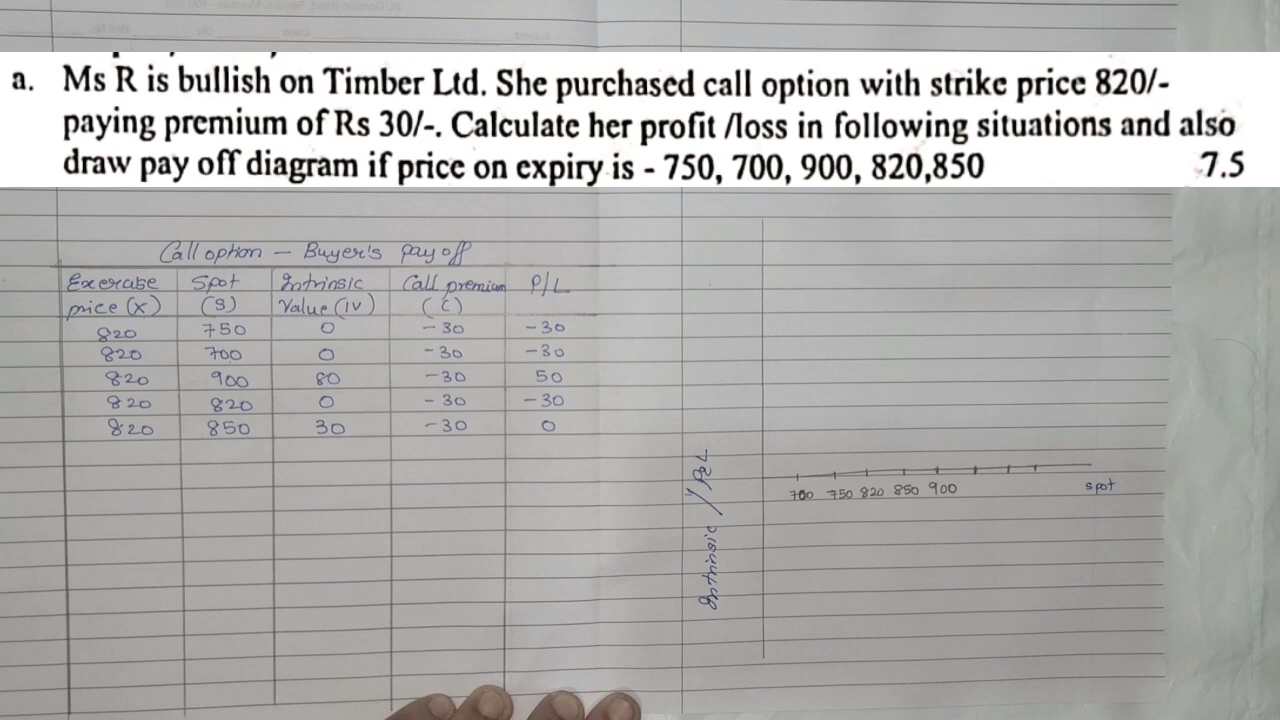 a. Ms R is bullish on Timber Ltd. She purchased call option with strike price 820/-
paying premium of Rs 30/-. Calculate her profit /loss in following situations and also
draw pay off diagram if price on expiry is - 750, 700, 900, 820,850 7.5
Call option - Buyer's pay off
Exercise Spot Intrinsic Call premium P/L
price (X) (S) Value (IV) (C)
820 750 0 -30 -30
820 700 0 -30 -30
820 900 80 -30 50
820 820 0 -30 -30
820 850 30 -30 0
Intrinsic / P&L
700 750 820 850 900 spot